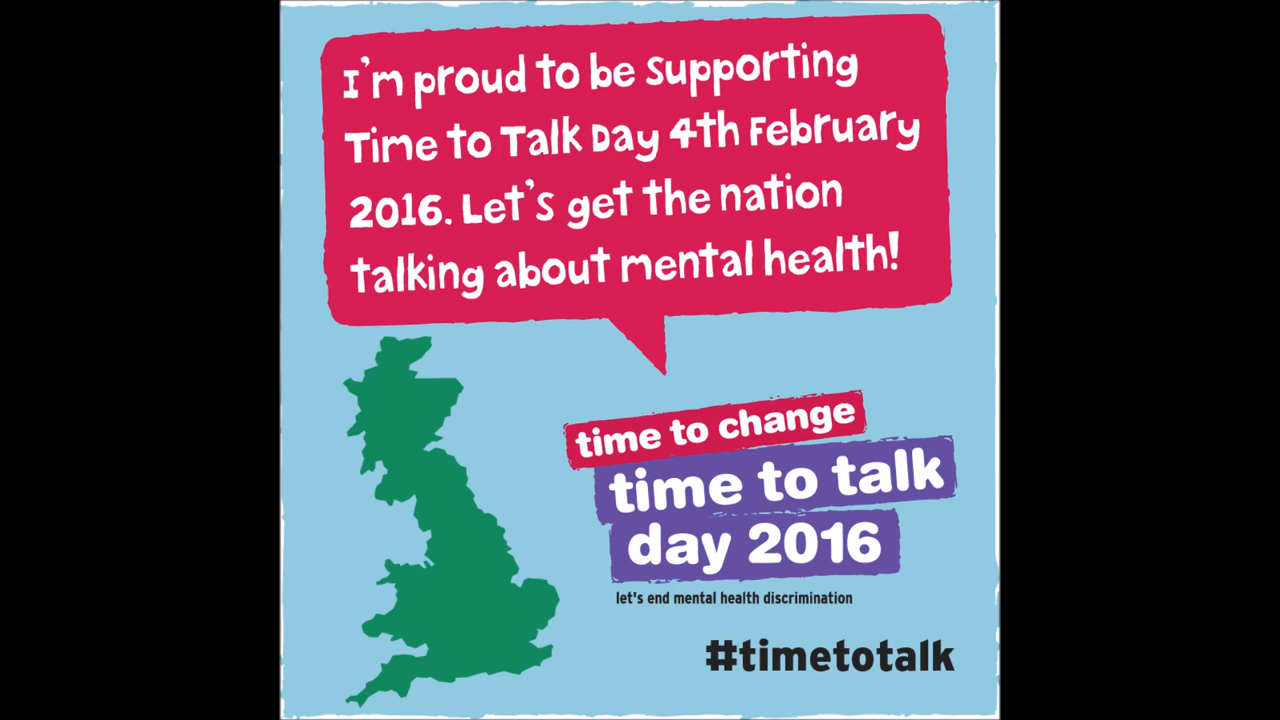 I'm proud to be supporting
Time to Talk Day 4th February
2016. Let's get the nation
talking about mental health!
time to change
time to talk
day 2016
let's end mental health discrimination
#timetotalk